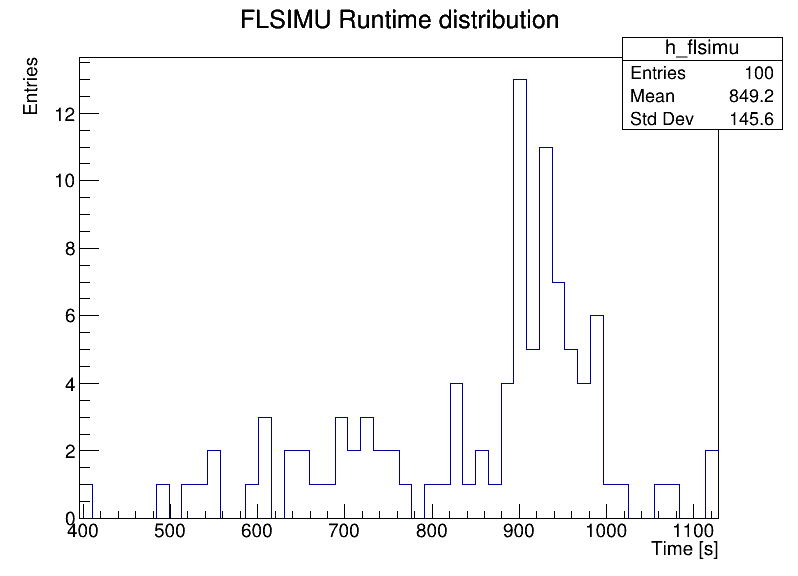 FLSIMU Runtime distribution
h_flsimu
Entries 100
Mean 849.2
Std Dev 145.6
Entries
12
10
8
6
4
2
0
400 500 600 700 800 900 1000 1100
Time [s]